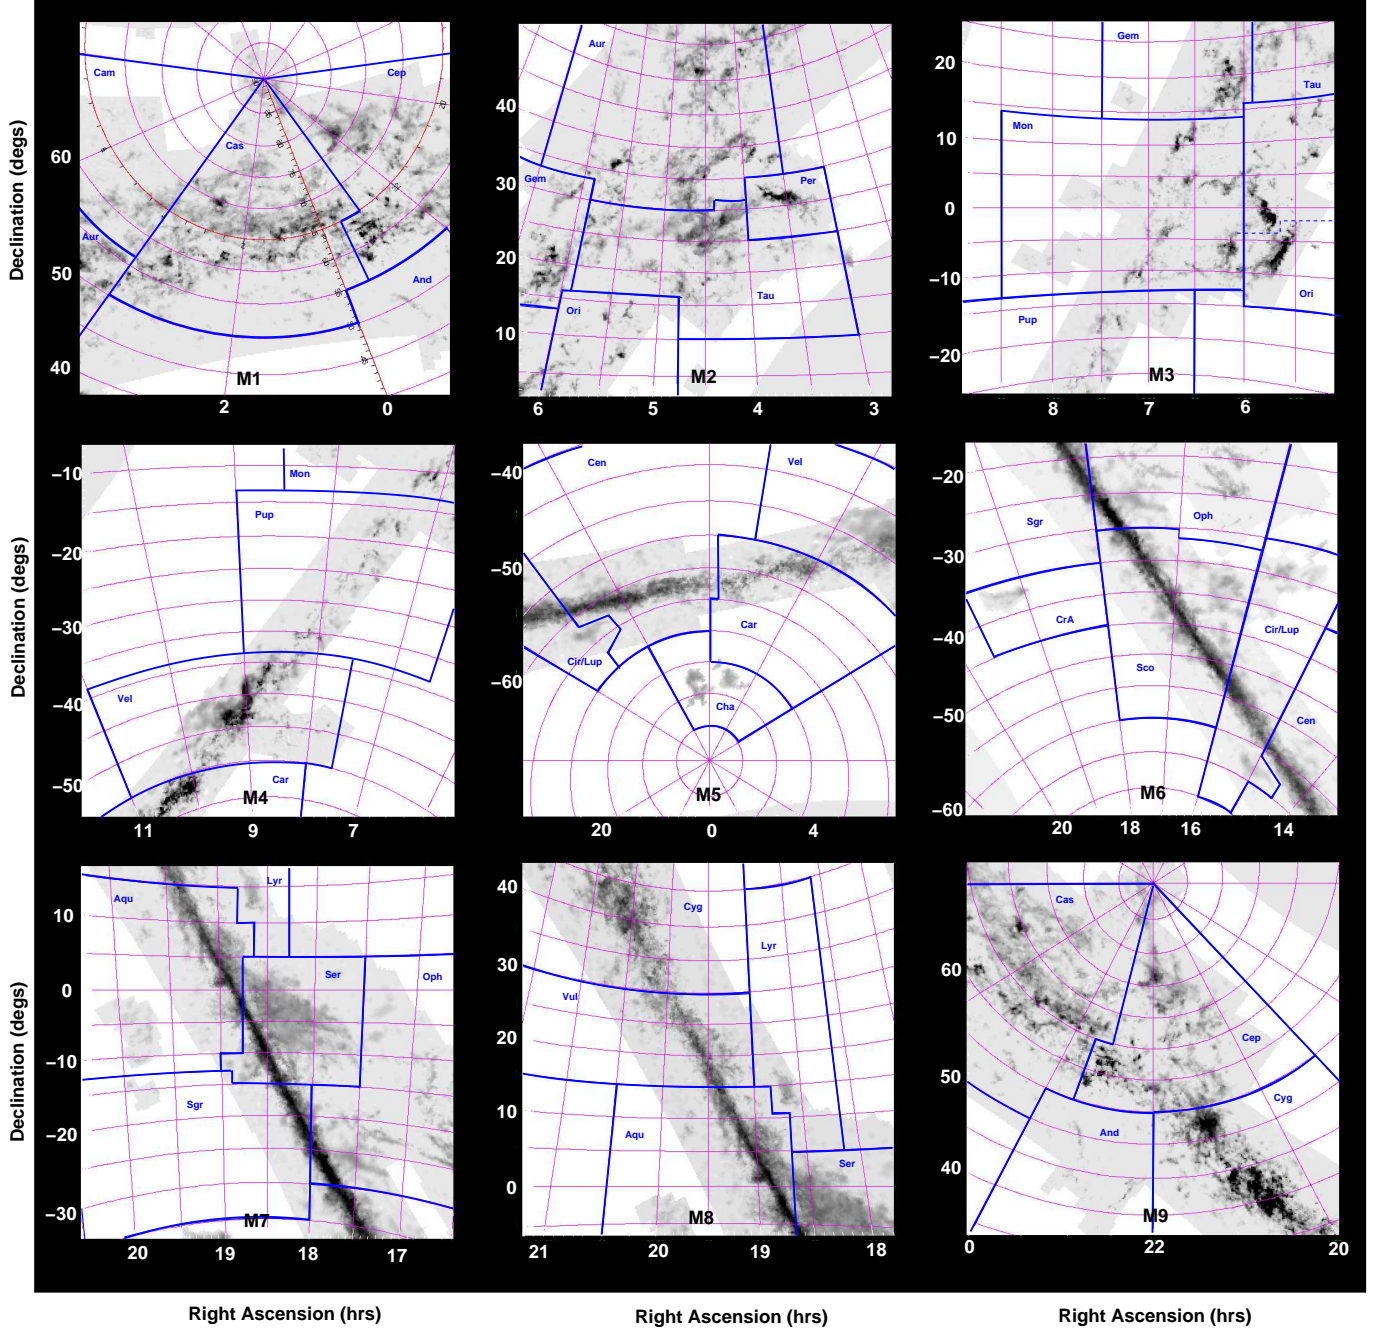 Declination (degs)
60
50
40
Cam
Cep
Cas
Aur
And
M1
2
0
40
30
20
10
Aur
Gem
Per
Tau
Ori
M2
6
5
4
3
20
10
0
−10
−20
Gem
Tau
Mon
Ori
Pup
M3
8
7
6
Declination (degs)
−10
−20
−30
−40
−50
Mon
Pup
Vel
Car
M4
11
9
7
−40
−50
−60
Cen
Vel
Car
Cir/Lup
Cha
M5
20
0
4
−20
−30
−40
−50
−60
Sgr
Oph
CrA
Cir/Lup
Sco
Cen
M6
20
18
16
14
Declination (degs)
10
0
−10
−20
−30
Lyr
Aqu
Ser
Oph
Sgr
M7
20
19
18
17
40
30
20
10
0
Cyg
Lyr
Vul
Aqu
Ser
M8
21
20
19
18
60
50
40
Cas
Cep
Cyg
And
M9
0
22
20
Right Ascension (hrs)
Right Ascension (hrs)
Right Ascension (hrs)